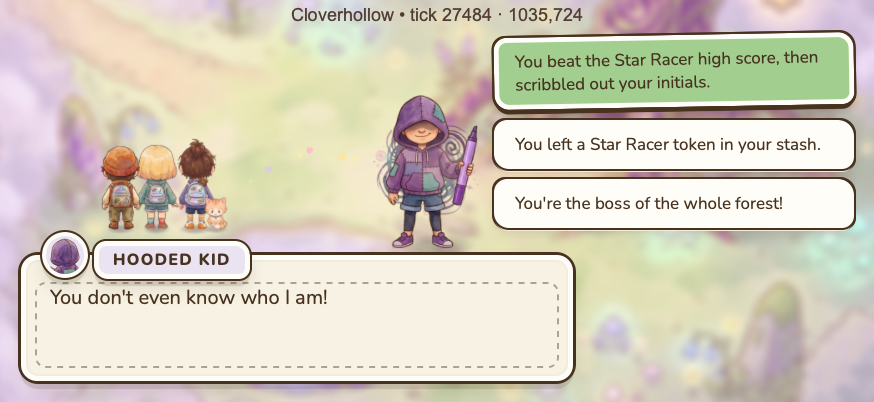 Cloverhollow • tick 27484 · 1035,724
You beat the Star Racer high score, then
scribbled out your initials.
You left a Star Racer token in your stash.
You're the boss of the whole forest!
HOODED KID
You don't even know who I am!